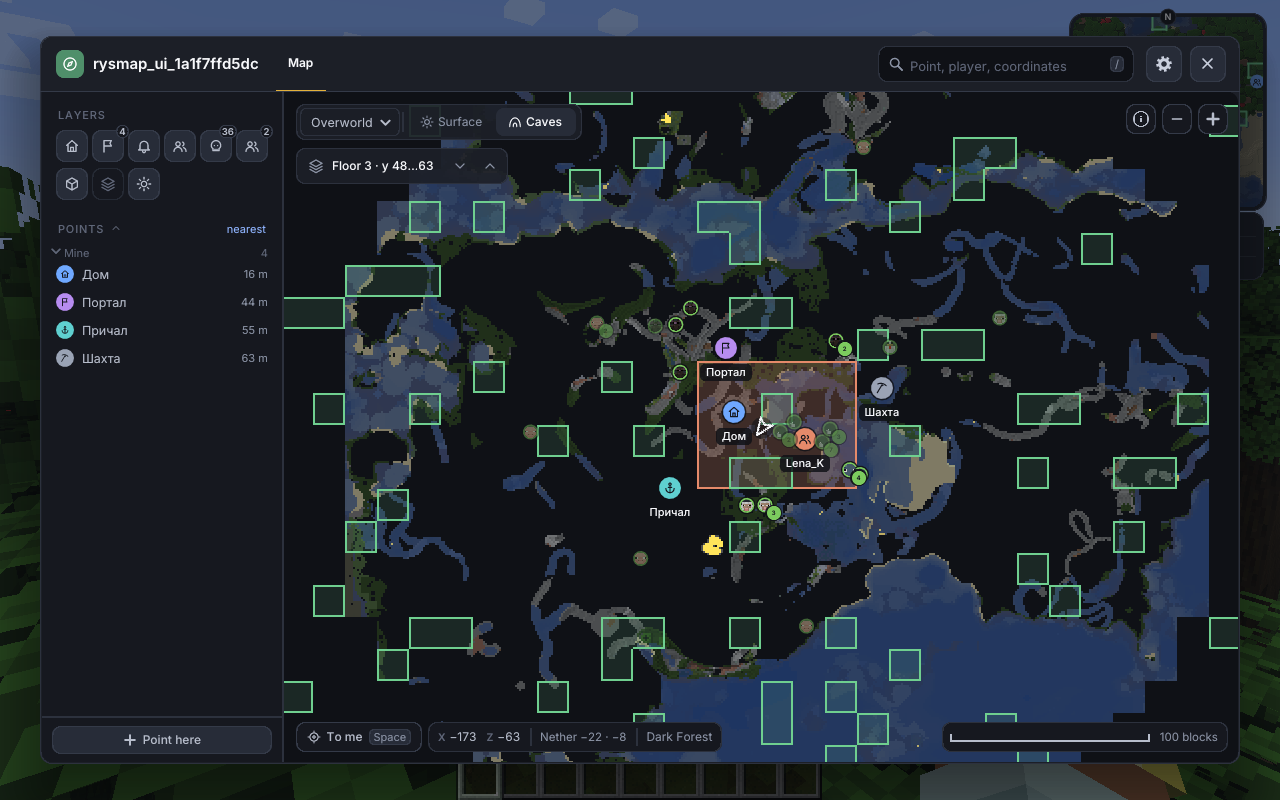 N
rysmap_ui_1a1f7ffd5dc
Map
Point, player, coordinates /
LAYERS
4
36
2
POINTS
nearest
Mine 4
Дом 16 m
Портал 44 m
Причал 55 m
Шахта 63 m
Point here
Overworld
Surface
Caves
Floor 3 · y 48…63
2
Портал
Шахта
Дом
Lena_K
4
Причал
3
To me Space
X −173 Z −63
Nether −22 · −8
Dark Forest
100 blocks